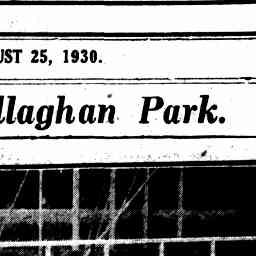 UST 25, 1930.
llaghan Park.